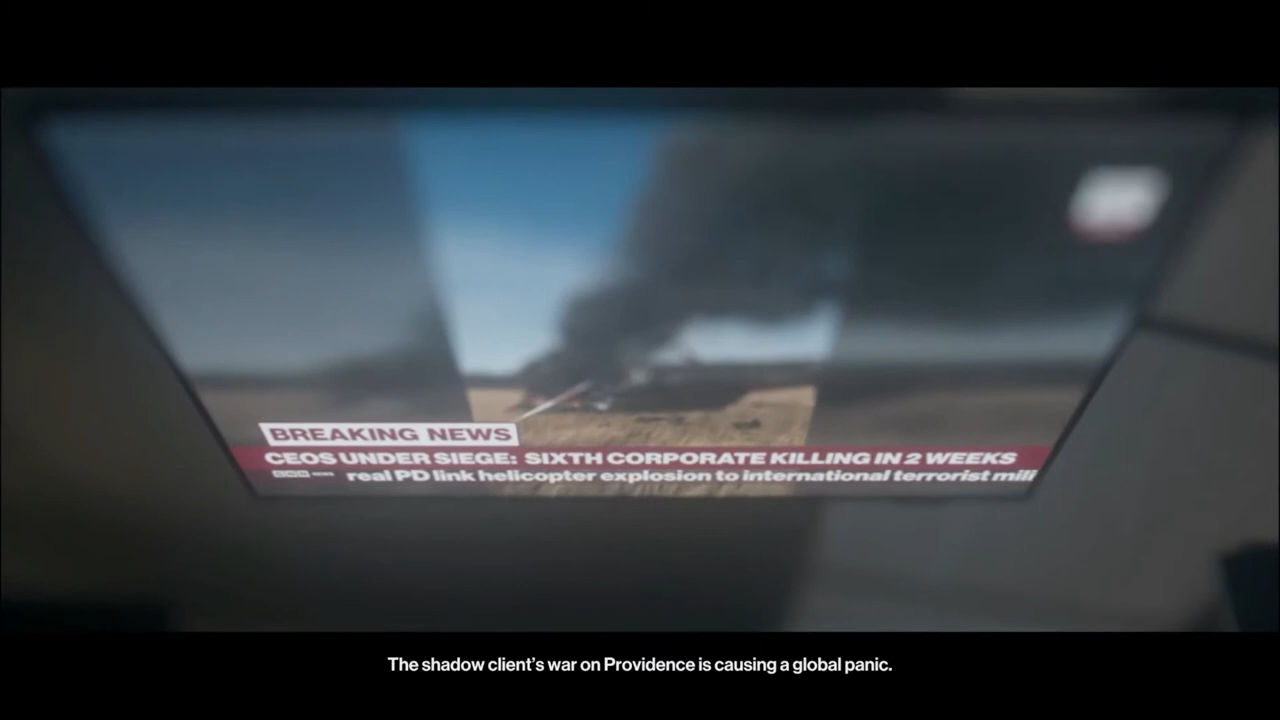 BREAKING NEWS
CEOS UNDER SIEGE: SIXTH CORPORATE KILLING IN 2 WEEKS
real PD link helicopter explosion to international terrorist mili
The shadow client's war on Providence is causing a global panic.